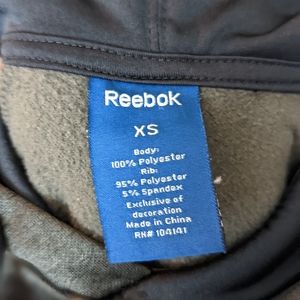 Reebok
XS
Body:
100% Polyester
Rib:
95% Polyester
5% Spandex
Exclusive of
decoration
Made in China
RN# 104141